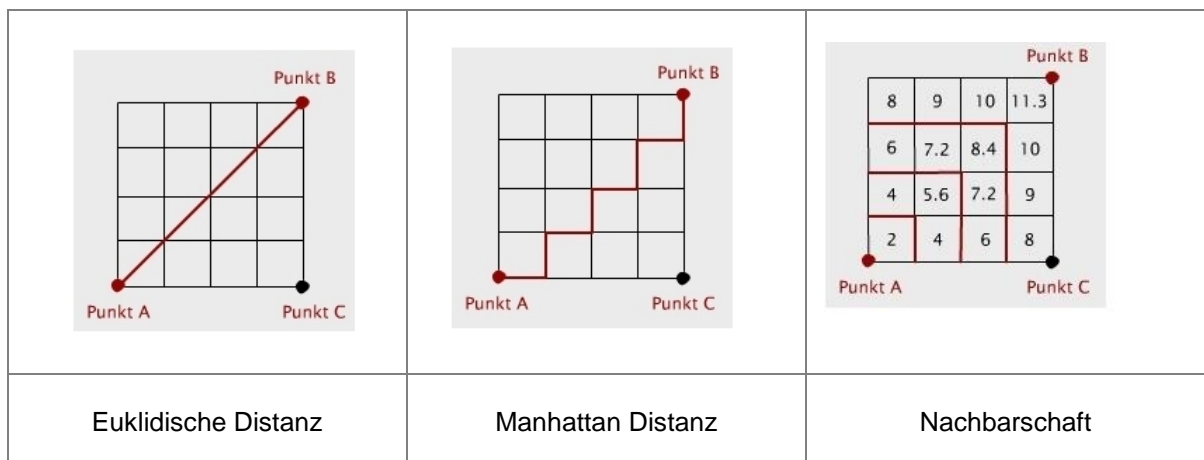 Punkt B
Punkt A
Punkt C
Euklidische Distanz
Punkt B
Punkt A
Punkt C
Manhattan Distanz
Punkt B
8 9 10 11.3
6 7.2 8.4 10
4 5.6 7.2 9
2 4 6 8
Punkt A
Punkt C
Nachbarschaft